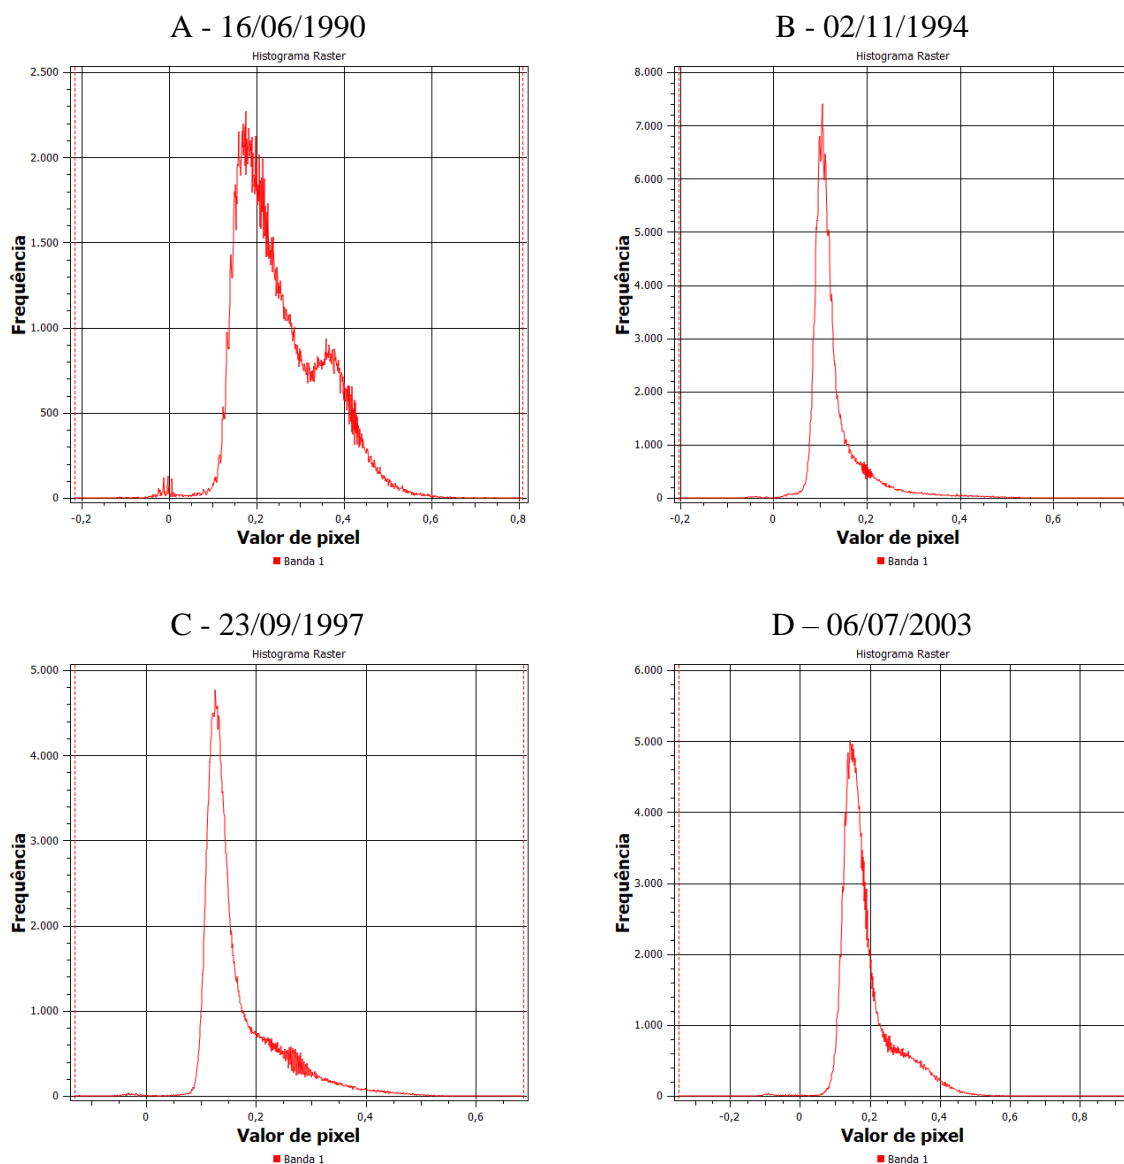 A - 16/06/1990
Histograma Raster
2.500
2.000
1.500
1.000
500
0
Frequência
-0,2 0 0,2 0,4 0,6 0,8
Valor de pixel
Banda 1
B - 02/11/1994
Histograma Raster
8.000
7.000
6.000
5.000
4.000
3.000
2.000
1.000
0
Frequência
-0,2 0 0,2 0,4 0,6
Valor de pixel
Banda 1
C - 23/09/1997
Histograma Raster
5.000
4.000
3.000
2.000
1.000
0
Frequência
0 0,2 0,4 0,6
Valor de pixel
Banda 1
D – 06/07/2003
Histograma Raster
6.000
5.000
4.000
3.000
2.000
1.000
0
Frequência
-0,2 0 0,2 0,4 0,6 0,8
Valor de pixel
Banda 1